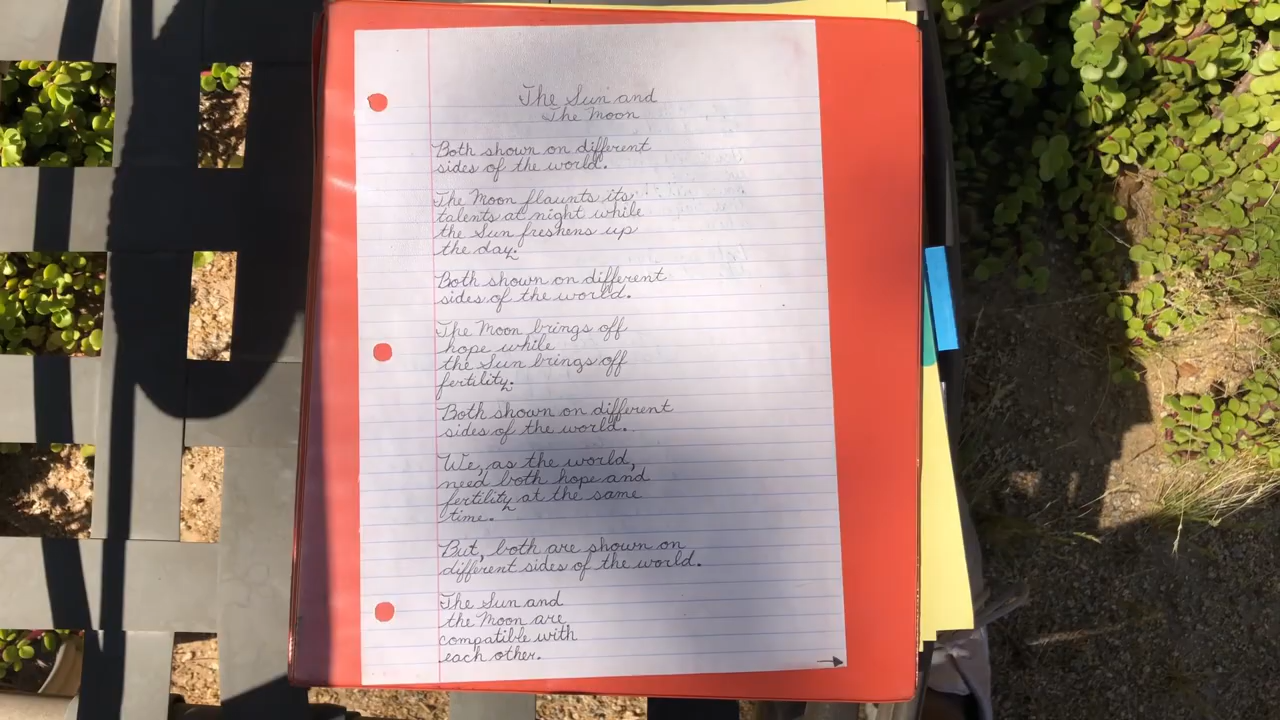 The Sun and
The Moon
Both shown on different
sides of the world.
The Moon flaunts its
talents at night while
the Sun freshens up
the day.
Both shown on different
sides of the world.
The Moon brings off
hope while
the Sun brings off
fertility.
Both shown on different
sides of the world.
We, as the world,
need both hope and
fertility at the same
time.
But, both are shown on
different sides of the world.
The Sun and
the Moon are
compatible with
each other.